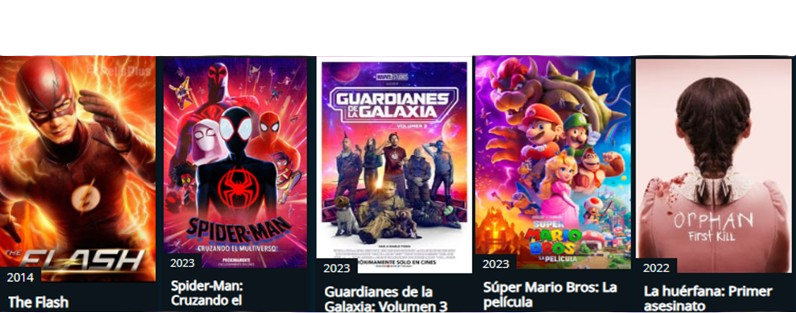 THE FLASH
2014
The Flash
SPIDER-MAN
CRUZANDO EL MULTIVERSO
PRÓXIMAMENTE
2023
Spider-Man:
Cruzando el
MARVEL STUDIOS
GUARDIANES
DE LA
GALAXIA
VOLUMEN 3
PRÓXIMAMENTE SOLO EN CINES
2023
Guardianes de la
Galaxia: Volumen 3
SUPER
MARIO
BROS
LA PELÍCULA
2023
Súper Mario Bros: La
película
ORPHAN
First Kill
2022
La huérfana: Primer
asesinato